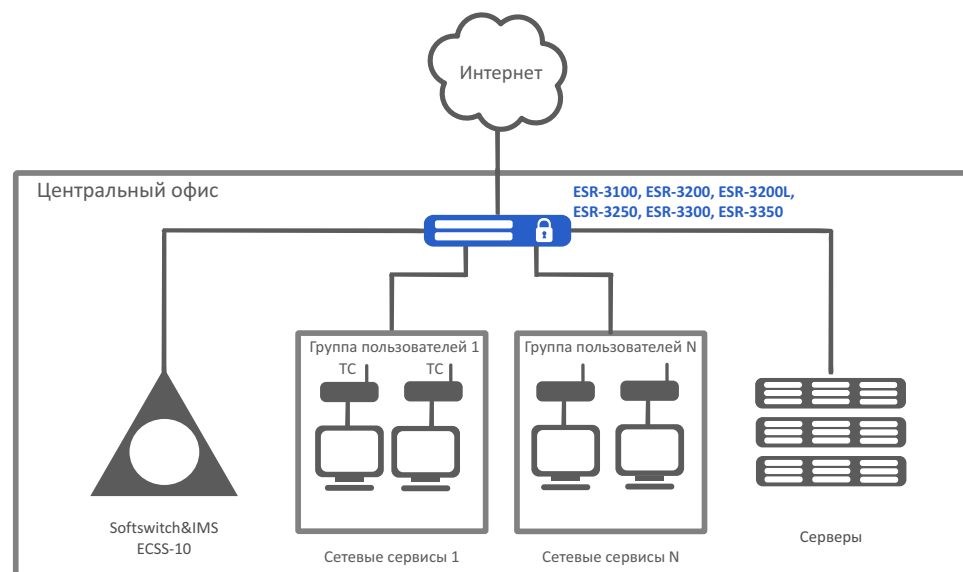 Интернет
Центральный офис
ESR-3100, ESR-3200, ESR-3200L,
ESR-3250, ESR-3300, ESR-3350
Группа пользователей 1
ТС
ТС
Группа пользователей N
Softswitch&IMS
ECSS-10
Сетевые сервисы 1
Сетевые сервисы N
Серверы